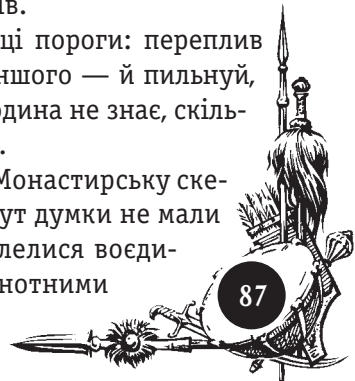 ів.
ці пороги: переплив
ншого — й пильнуй,
одина не знає, скіль-
.
Монастирську ске-
ут думки не мали
лелися воєди-
нотними
87